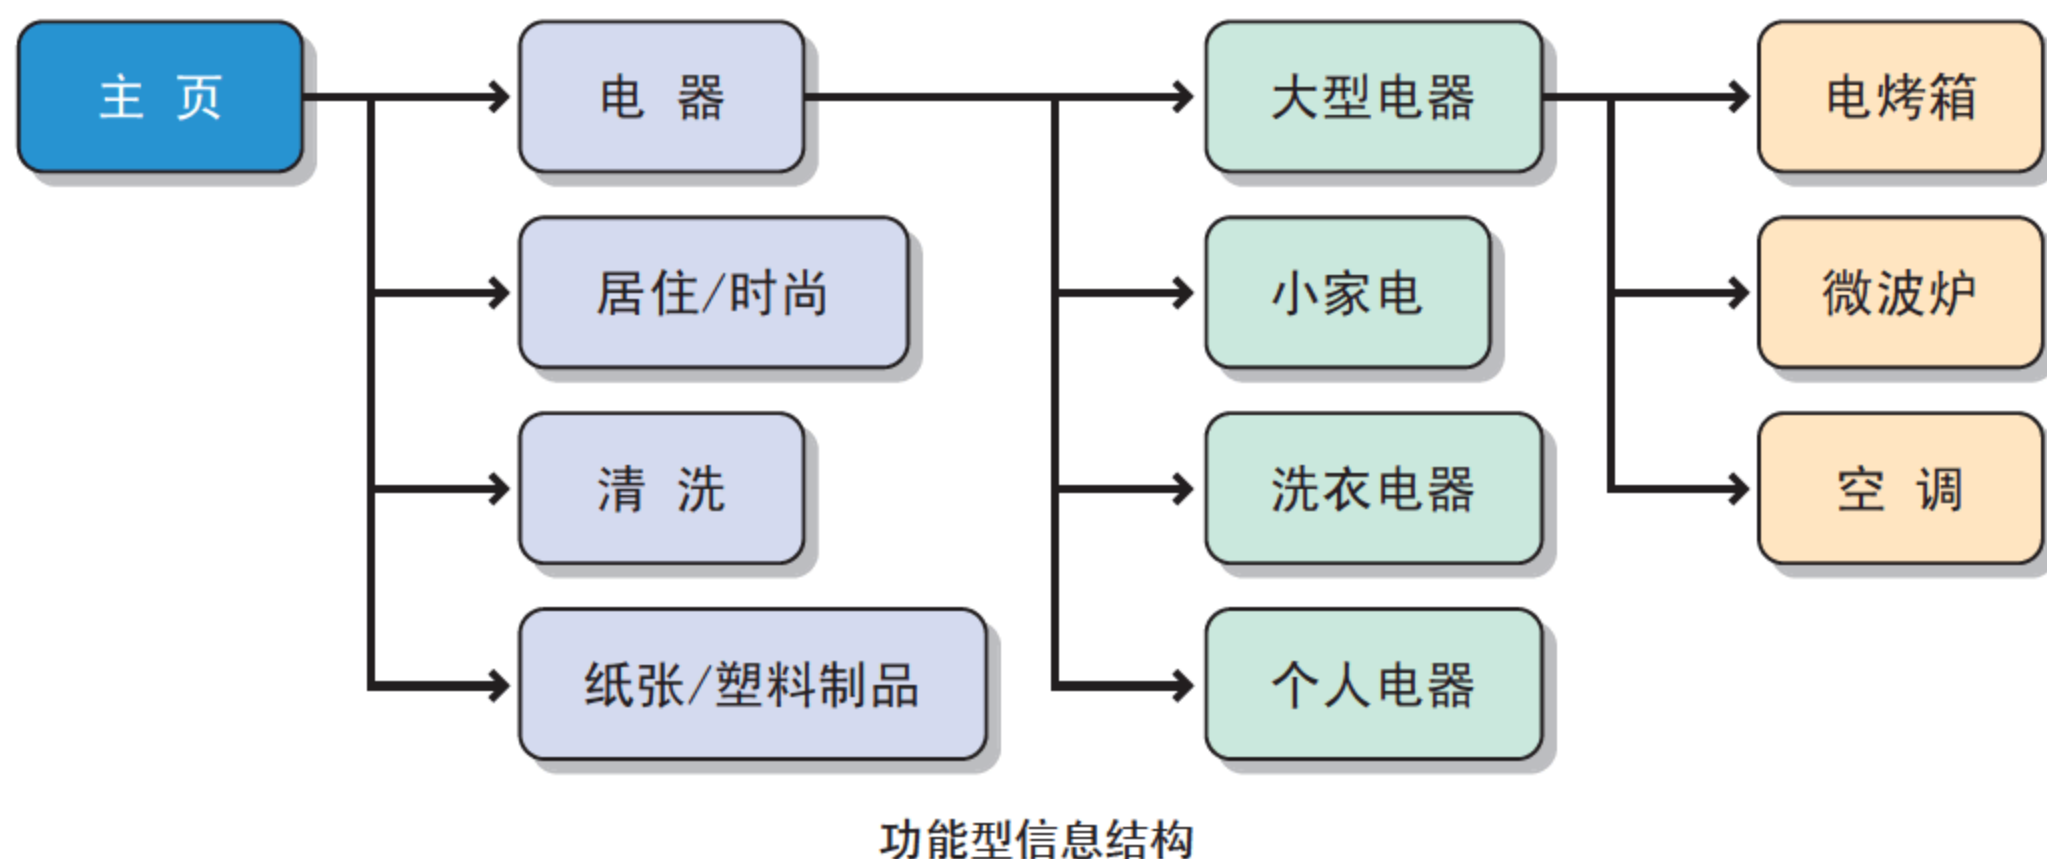 主 页
电 器
大型电器
电烤箱
居住/时尚
小家电
微波炉
清 洗
洗衣电器
空 调
纸张/塑料制品
个人电器
功能型信息结构